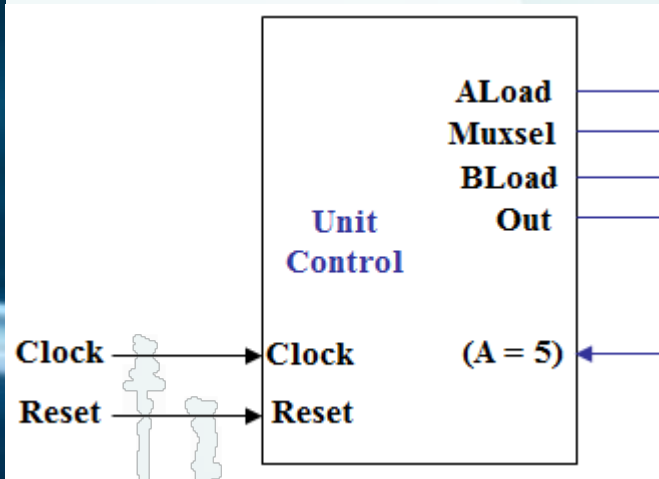 ALoad
Muxsel
BLoad
Unit Out
Control
Clock Clock (A = 5)
Reset Reset